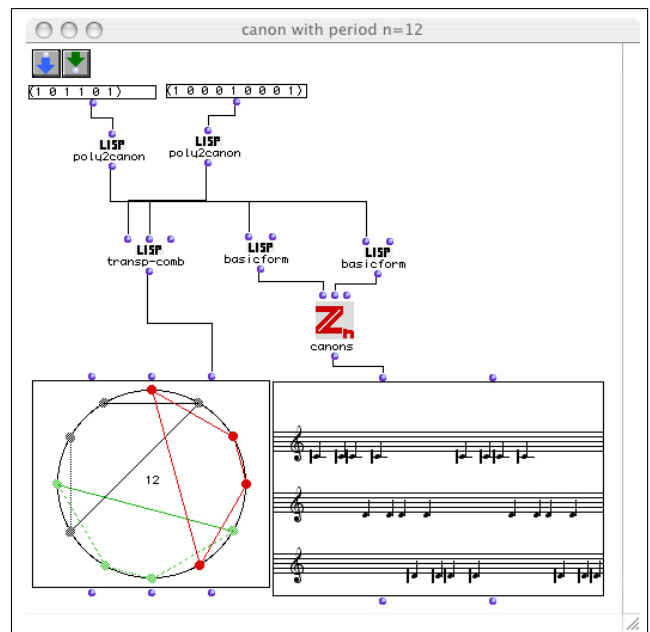 canon with period n=12
(1 0 1 1 0 1) (1 0 0 0 1 0 0 0 1)
LISP LISP
poly2canon poly2canon
LISP LISP LISP
transp-comb basicform basicform
Zn
canons
12